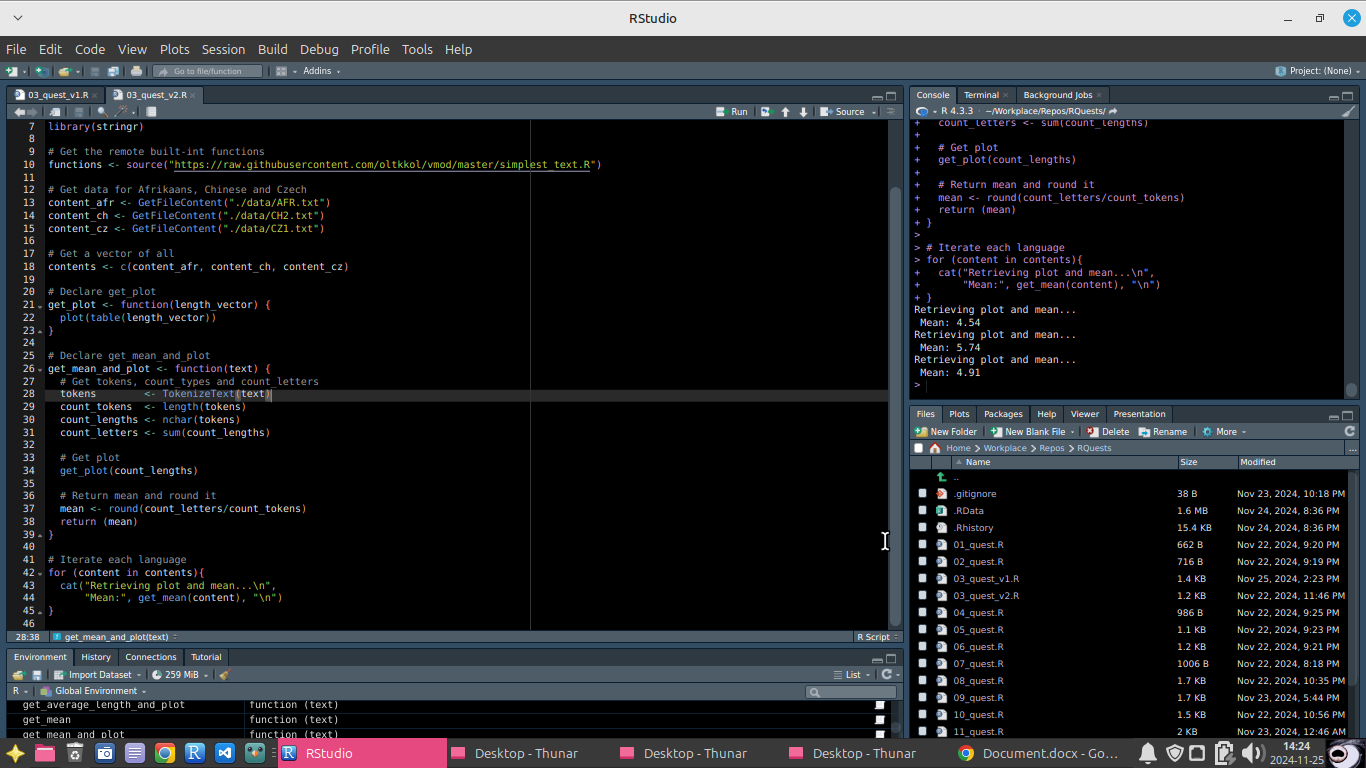 RStudio
File Edit Code View Plots Session Build Debug Profile Tools Help
Go to file/function Addins Project: (None)
03_quest_v1.R 03_quest_v2.R
Run Source
7 library(stringr)
8
9 # Get the remote built-int functions
10 functions <- source("https://raw.githubusercontent.com/oltkkol/vmod/master/simplest_text.R")
11
12 # Get data for Afrikaans, Chinese and Czech
13 content_afr <- GetFileContent("./data/AFR.txt")
14 content_ch <- GetFileContent("./data/CH2.txt")
15 content_cz <- GetFileContent("./data/CZ1.txt")
16
17 # Get a vector of all
18 contents <- c(content_afr, content_ch, content_cz)
19
20 # Declare get_plot
21 get_plot <- function(length_vector) {
22 plot(table(length_vector))
23 }
24
25 # Declare get_mean_and_plot
26 get_mean_and_plot <- function(text) {
27 # Get tokens, count_types and count_letters
28 tokens <- TokenizeText(text)
29 count_tokens <- length(tokens)
30 count_lengths <- nchar(tokens)
31 count_letters <- sum(count_lengths)
32
33 # Get plot
34 get_plot(count_lengths)
35
36 # Return mean and round it
37 mean <- round(count_letters/count_tokens)
38 return (mean)
39 }
40
41 # Iterate each language
42 for (content in contents){
43 cat("Retrieving plot and mean...\n",
44 "Mean:", get_mean(content), "\n")
45 }
46
28:38 get_mean_and_plot(text) R Script
Environment History Connections Tutorial
Import Dataset 259 MiB List
R Global Environment
get_average_length_and_plot function (text)
get_mean function (text)
get_mean_and_plot function (text)
Console Terminal Background Jobs
R 4.3.3 · ~/Workplace/Repos/RQuests/
+ count_letters <- sum(count_lengths)
+
+ # Get plot
+ get_plot(count_lengths)
+
+ # Return mean and round it
+ mean <- round(count_letters/count_tokens)
+ return (mean)
+ }
>
> # Iterate each language
> for (content in contents){
+ cat("Retrieving plot and mean...\n",
+ "Mean:", get_mean(content), "\n")
+ }
Retrieving plot and mean...
Mean: 4.54
Retrieving plot and mean...
Mean: 5.74
Retrieving plot and mean...
Mean: 4.91
>
Files Plots Packages Help Viewer Presentation
New Folder New Blank File Delete Rename More
Home Workplace Repos RQuests ...
Name Size Modified
..
.gitignore 38 B Nov 23, 2024, 10:18 PM
.RData 1.6 MB Nov 24, 2024, 8:36 PM
.Rhistory 15.4 KB Nov 24, 2024, 8:36 PM
01_quest.R 662 B Nov 22, 2024, 9:20 PM
02_quest.R 716 B Nov 22, 2024, 9:19 PM
03_quest_v1.R 1.4 KB Nov 25, 2024, 2:23 PM
03_quest_v2.R 1.2 KB Nov 22, 2024, 11:46 PM
04_quest.R 986 B Nov 22, 2024, 9:25 PM
05_quest.R 1.1 KB Nov 22, 2024, 9:23 PM
06_quest.R 1.2 KB Nov 22, 2024, 9:21 PM
07_quest.R 1006 B Nov 22, 2024, 8:18 PM
08_quest.R 1.7 KB Nov 22, 2024, 10:35 PM
09_quest.R 1.7 KB Nov 23, 2024, 5:44 PM
10_quest.R 1.5 KB Nov 22, 2024, 10:56 PM
11_quest.R 2 KB Nov 23, 2024, 12:46 AM
RStudio Desktop - Thunar Desktop - Thunar Desktop - Thunar Document.docx - Go...
14:24
2024-11-25